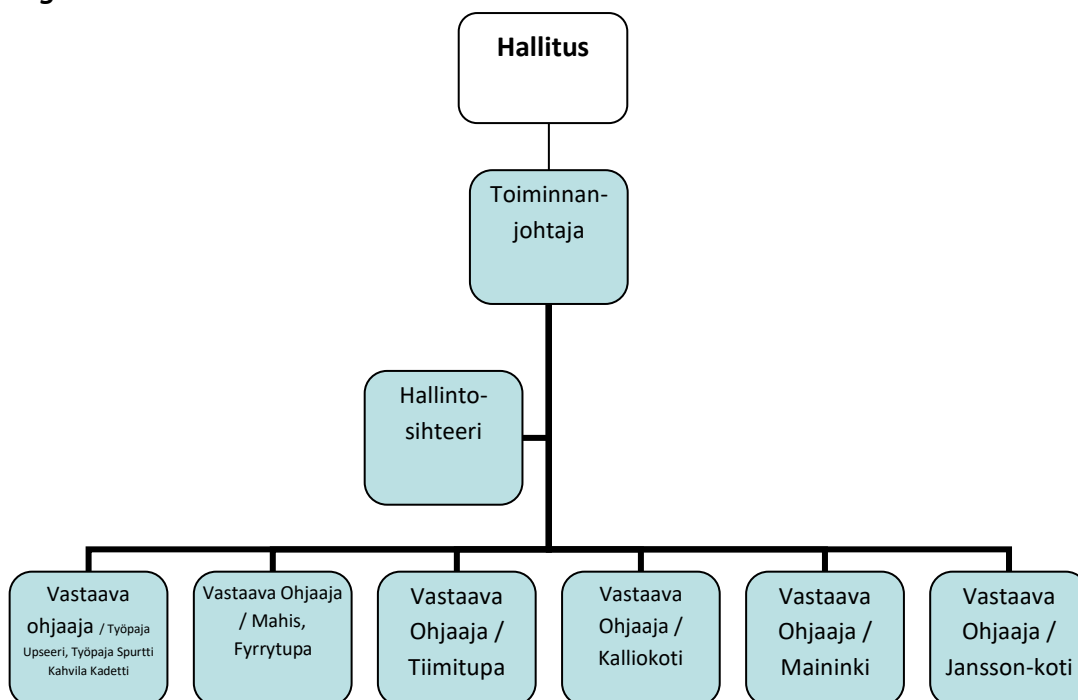 Hallitus
Toiminnan-
johtaja
Hallinto-
sihteeri
Vastaava
ohjaaja / Työpaja
Upseeri, Työpaja Spurtti
Kahvila Kadetti
Vastaava Ohjaaja
/ Mahis,
Fyrrytupa
Vastaava
Ohjaaja /
Tiimitupa
Vastaava
Ohjaaja /
Kalliokoti
Vastaava
Ohjaaja /
Maininki
Vastaava
Ohjaaja /
Jansson-koti